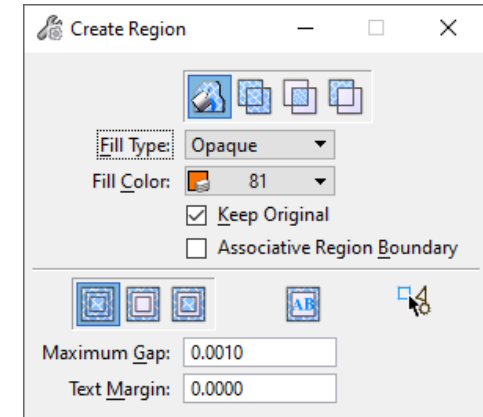 Create Region
Fill Type: Opaque
Fill Color: 81
Keep Original
Associative Region Boundary
AB
Maximum Gap: 0.0010
Text Margin: 0.0000